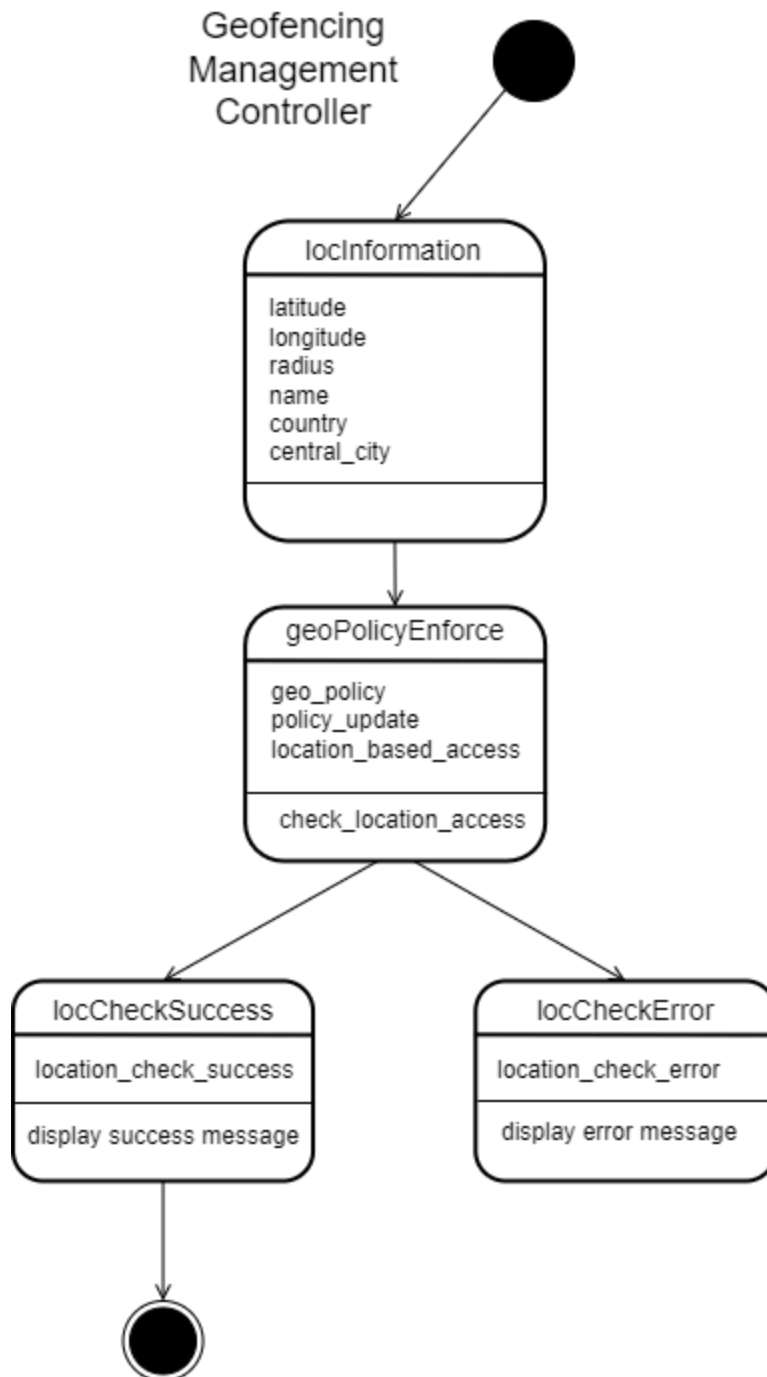 Geofencing
Management
Controller
locInformation
latitude
longitude
radius
name
country
central_city
geoPolicyEnforce
geo_policy
policy_update
location_based_access
check_location_access
locCheckSuccess
location_check_success
display success message
locCheckError
location_check_error
display error message